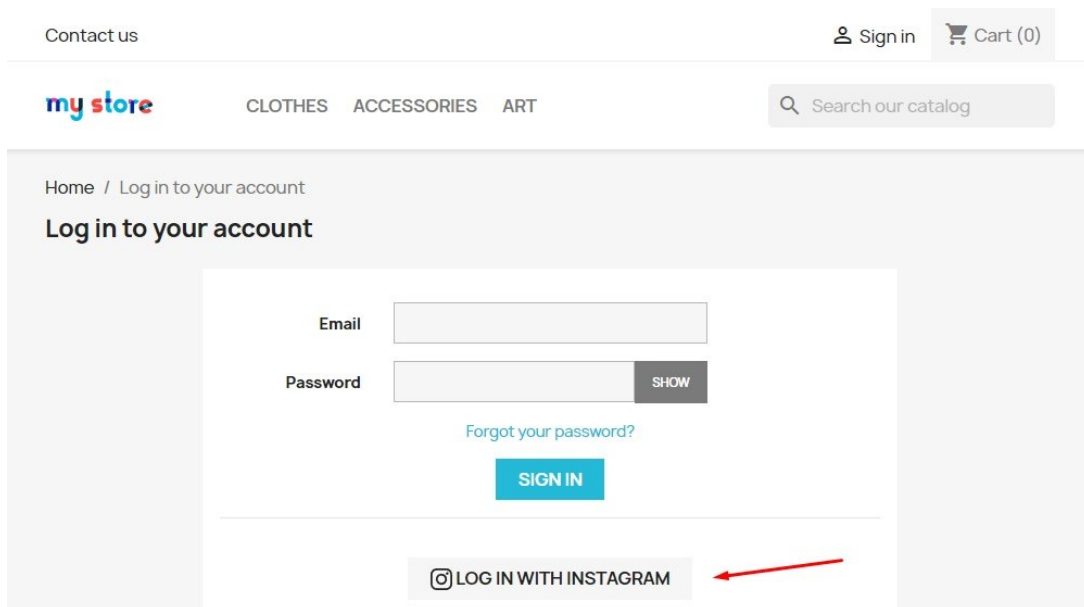 Contact us
Sign in
Cart (0)
my store
CLOTHES ACCESSORIES ART
Search our catalog
Home / Log in to your account
Log in to your account
Email
Password
SHOW
Forgot your password?
SIGN IN
LOG IN WITH INSTAGRAM